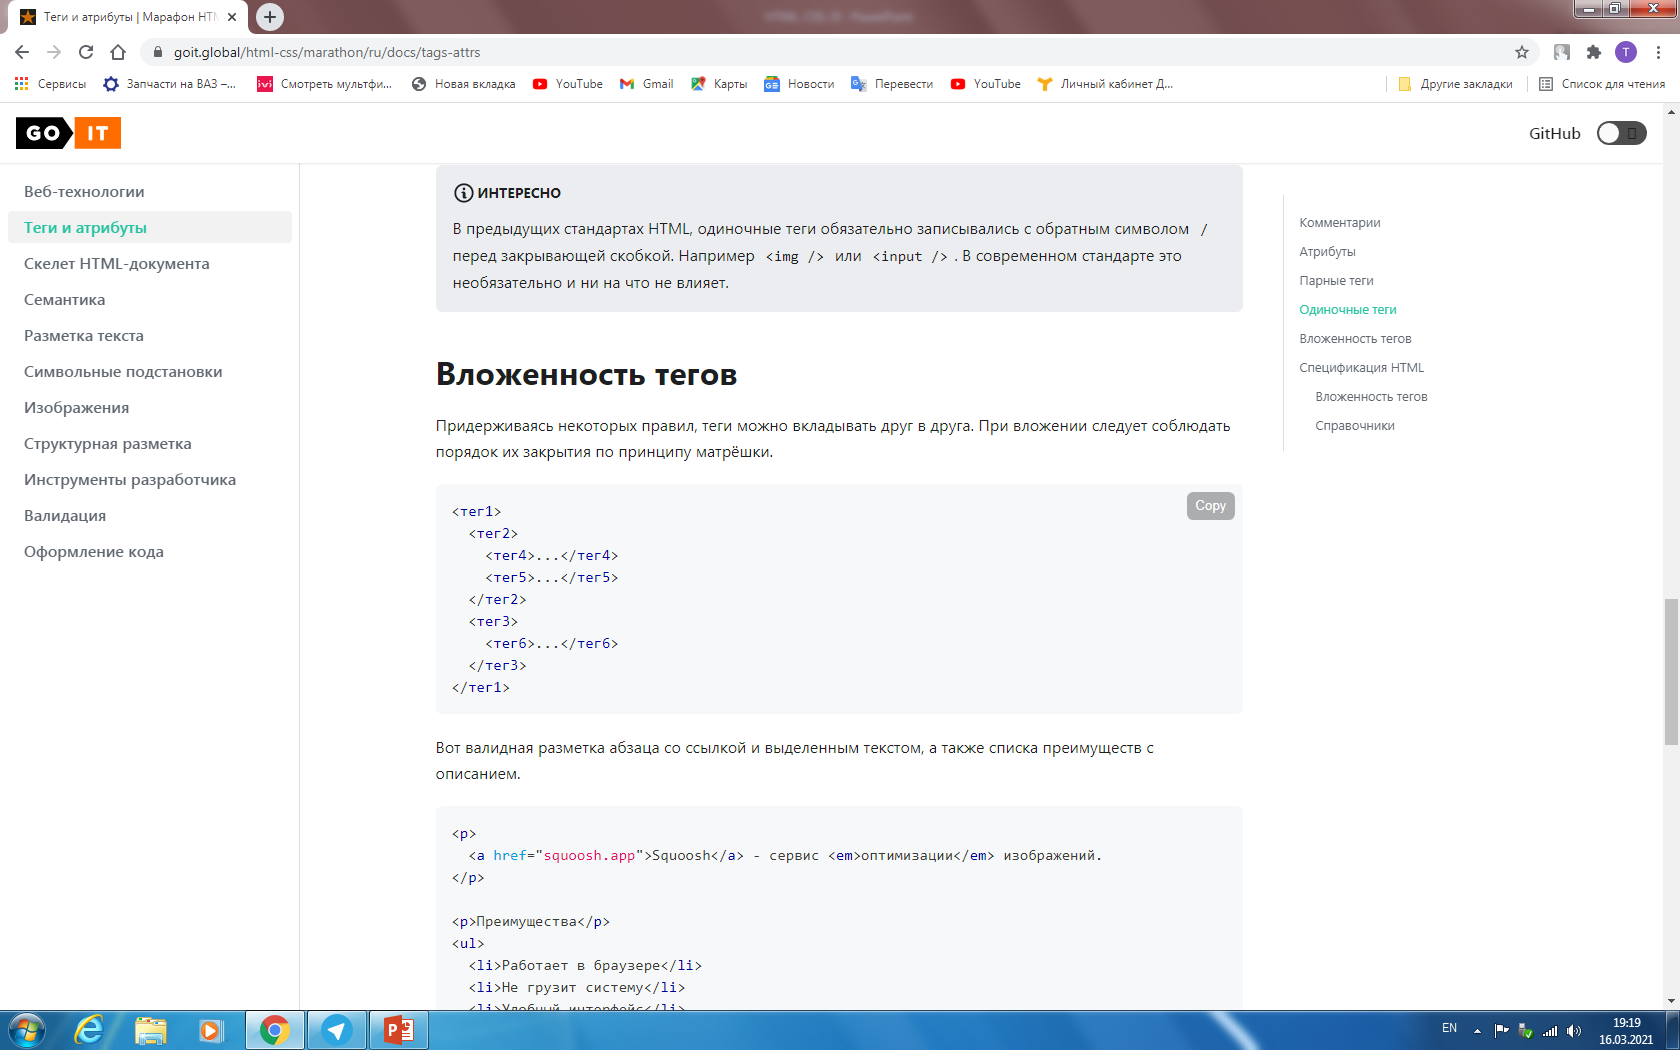 Теги и атрибуты | Марафон HTM
goit.global/html-css/marathon/ru/docs/tags-attrs
T
Сервисы
Запчасти на ВАЗ –...
ivi
Смотреть мультфи...
Новая вкладка
YouTube
Gmail
Карты
Новости
Перевести
YouTube
Личный кабинет Д...
Другие закладки
Список для чтения
GO IT
GitHub
Веб-технологии
Теги и атрибуты
Скелет HTML-документа
Семантика
Разметка текста
Символьные подстановки
Изображения
Структурная разметка
Инструменты разработчика
Валидация
Оформление кода
ИНТЕРЕСНО
В предыдущих стандартах HTML, одиночные теги обязательно записывались с обратным символом /
перед закрывающей скобкой. Например <img /> или <input /> . В современном стандарте это
необязательно и ни на что не влияет.
Вложенность тегов
Придерживаясь некоторых правил, теги можно вкладывать друг в друга. При вложении следует соблюдать
порядок их закрытия по принципу матрёшки.
Copy
<тег1>
<тег2>
<тег4>...</тег4>
<тег5>...</тег5>
</тег2>
<тег3>
<тег6>...</тег6>
</тег3>
</тег1>
Вот валидная разметка абзаца со ссылкой и выделенным текстом, а также списка преимуществ с
описанием.
<p>
<a href="squoosh.app">Squoosh</a> - сервис <em>оптимизации</em> изображений.
</p>
<p>Преимущества</p>
<ul>
<li>Работает в браузере</li>
<li>Не грузит систему</li>
<li>Удобный интерфейс</li>
Комментарии
Атрибуты
Парные теги
Одиночные теги
Вложенность тегов
Спецификация HTML
Вложенность тегов
Справочники
EN
19:19
16.03.2021